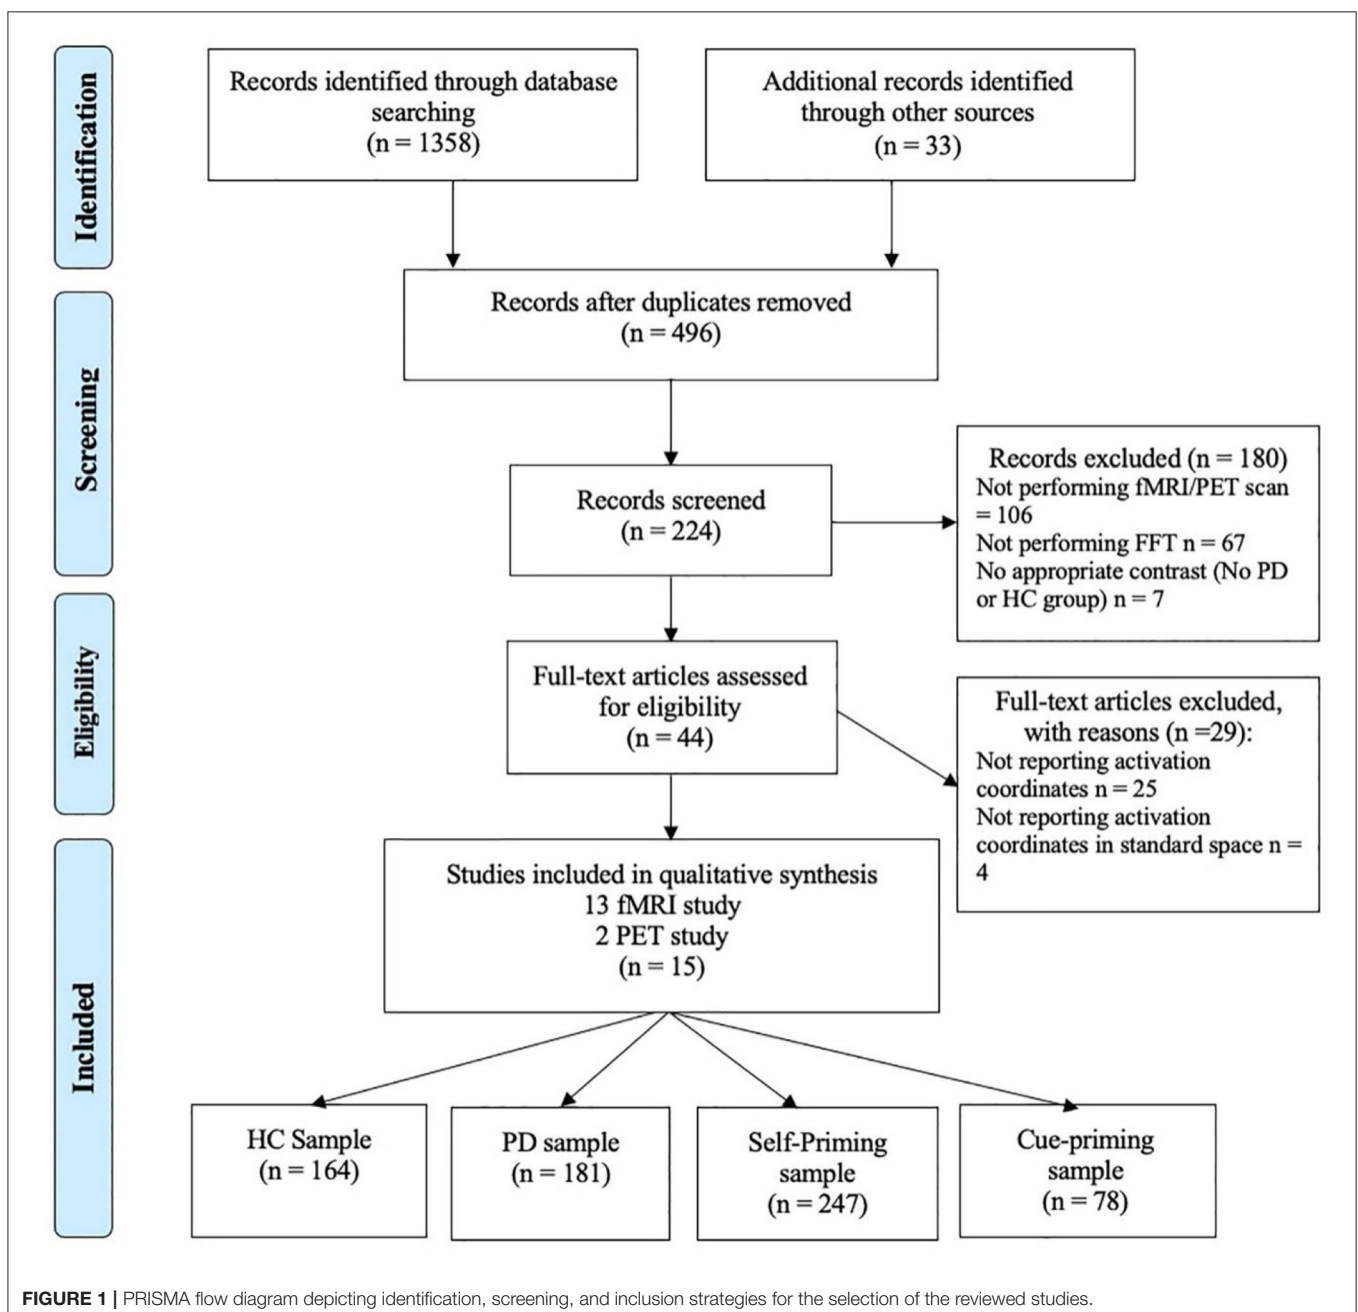 Identification
Records identified through database
searching
(n = 1358)
Additional records identified
through other sources
(n = 33)
Records after duplicates removed
(n = 496)
Screening
Records screened
(n = 224)
Records excluded (n = 180)
Not performing fMRI/PET scan
= 106
Not performing FFT n = 67
No appropriate contrast (No PD
or HC group) n = 7
Eligibility
Full-text articles assessed
for eligibility
(n = 44)
Full-text articles excluded,
with reasons (n =29):
Not reporting activation
coordinates n = 25
Not reporting activation
coordinates in standard space n =
4
Included
Studies included in qualitative synthesis
13 fMRI study
2 PET study
(n = 15)
HC Sample
(n = 164)
PD sample
(n = 181)
Self-Priming
sample
(n = 247)
Cue-priming
sample
(n = 78)
FIGURE 1 | PRISMA flow diagram depicting identification, screening, and inclusion strategies for the selection of the reviewed studies.